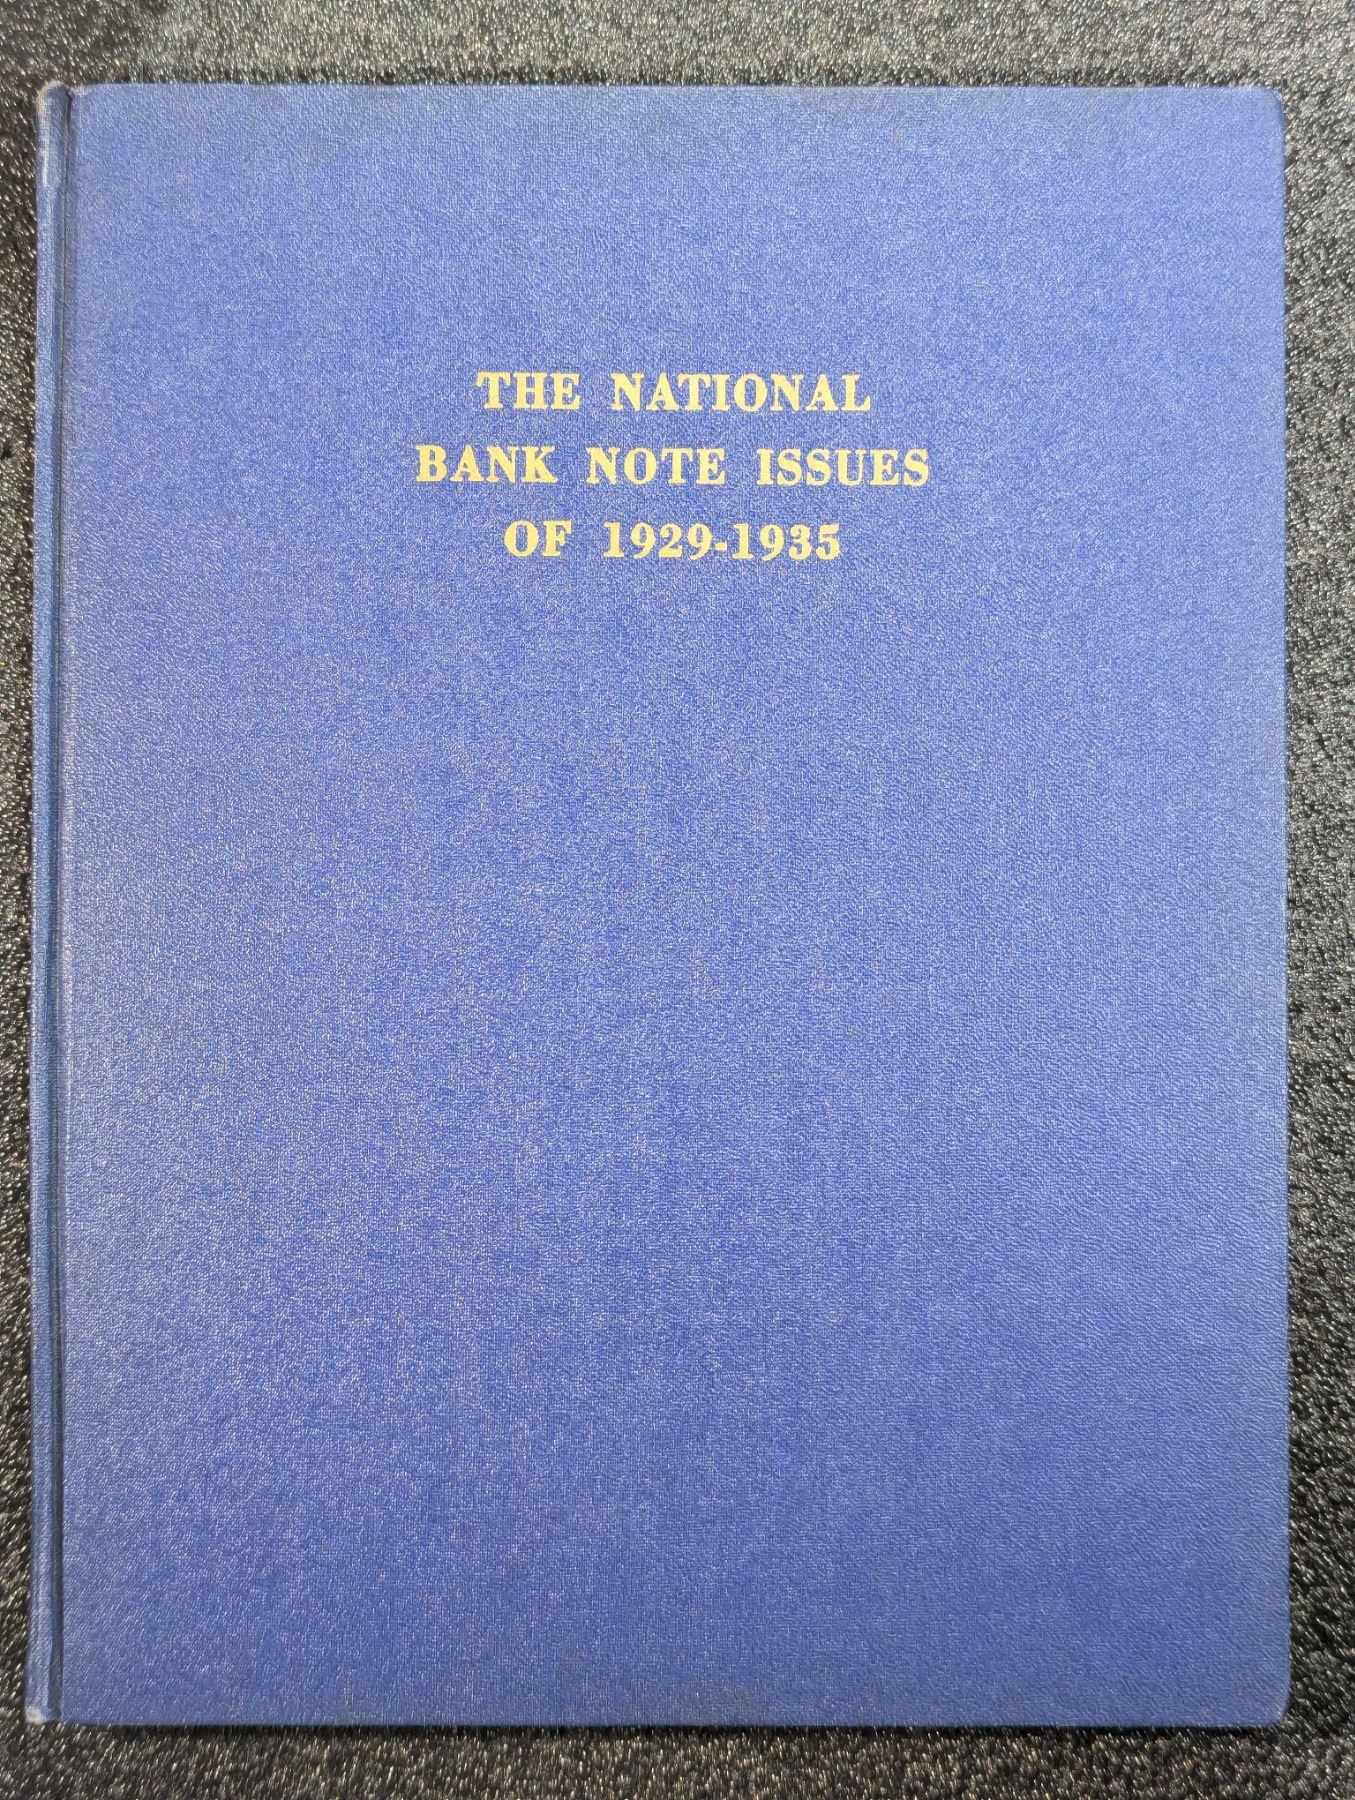 THE NATIONAL
BANK NOTE ISSUES
OF 1929-1935